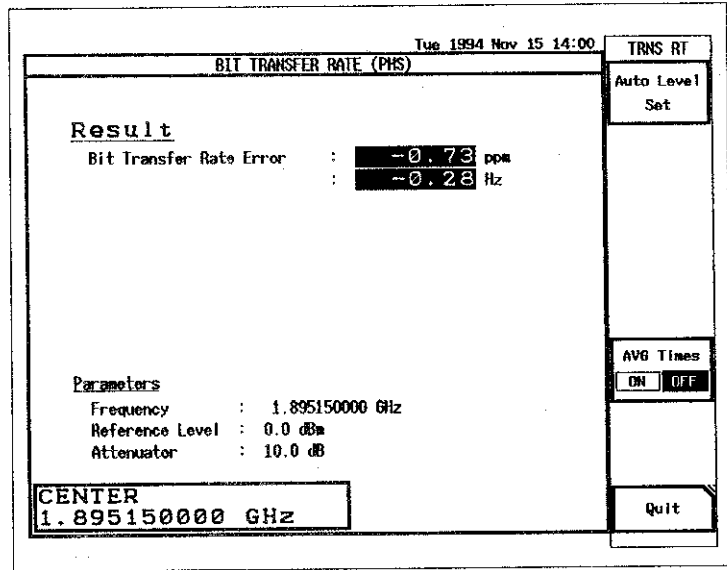 Tue 1994 Nov 15 14:00
TRNS RT
BIT TRANSFER RATE (PHS)
Auto Level
Set
Result
Bit Transfer Rate Error : -0.73 ppm
: -0.28 Hz
AVG Times
ON OFF
Parameters
Frequency : 1.895150000 GHz
Reference Level : 0.0 dBm
Attenuator : 10.0 dB
CENTER
1.895150000 GHz
Quit